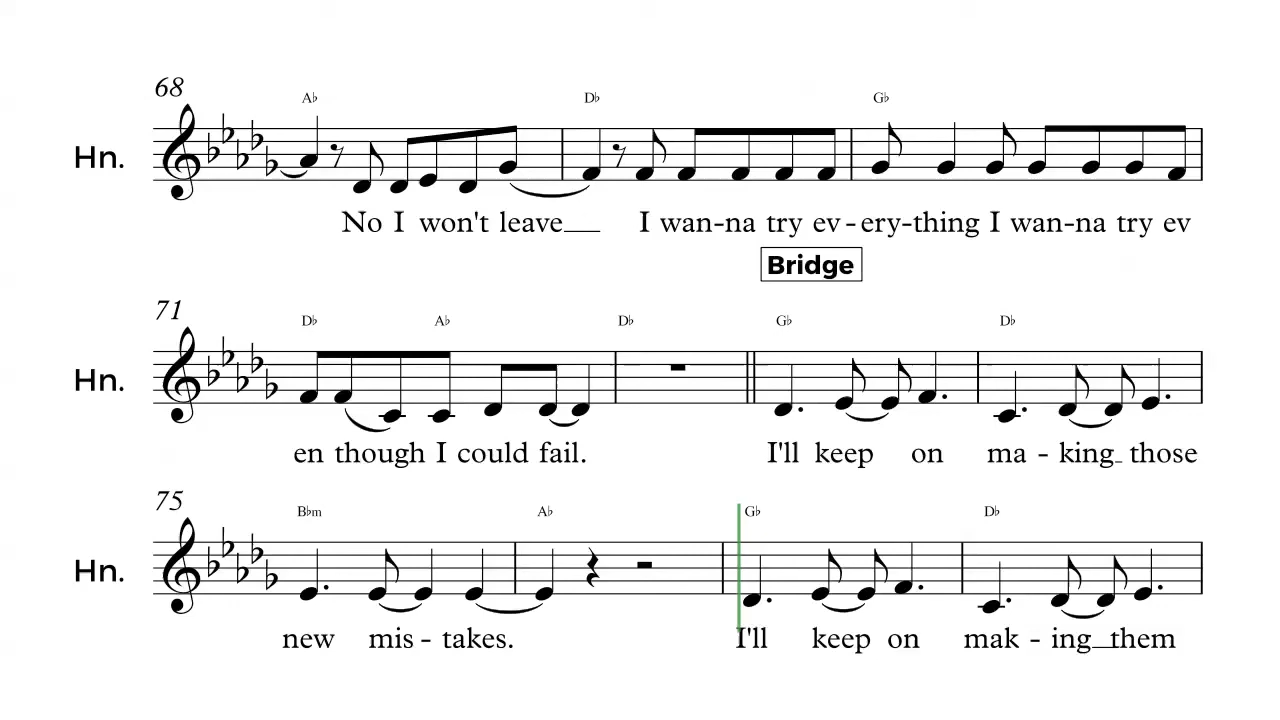 68
A♭ D♭ G♭
Hn.
No I won't leave I wan-na try ev-ery-thing I wan-na try ev
Bridge
71
D♭ A♭ D♭ G♭ D♭
Hn.
en though I could fail. I'll keep on ma - king those
75
B♭m A♭ G♭ D♭
Hn.
new mis - takes. I'll keep on mak - ing them